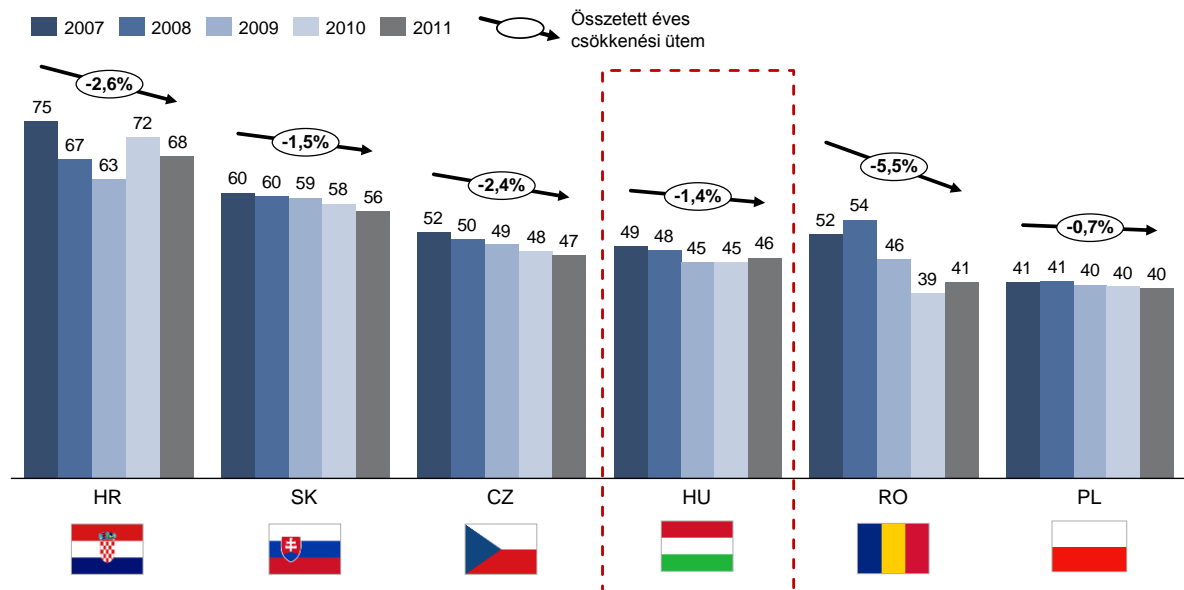 2007 2008 2009 2010 2011 Összetett éves
csökkenési ütem
-2,6% -1,5% -2,4% -1,4% -5,5% -0,7%
75 67 63 72 68
60 60 59 58 56
52 50 49 48 47
49 48 45 45 46
52 54 46 39 41
41 41 40 40 40
HR SK CZ HU RO PL